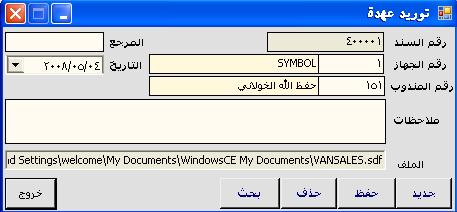 توريد عهدة
رقم السند ٤٠٠٠٠١ المرجع
رقم الجهاز ١ SYMBOL التاريخ ٢٠٠٨/٠٥/٠٤
رقم المندوب ١٥١ حفظ الله الخولاني
ملاحظات
الملف d Settings\welcome\My Documents\WindowsCE My Documents\VANSALES.sdf
جديد حفظ حذف بحث خروج